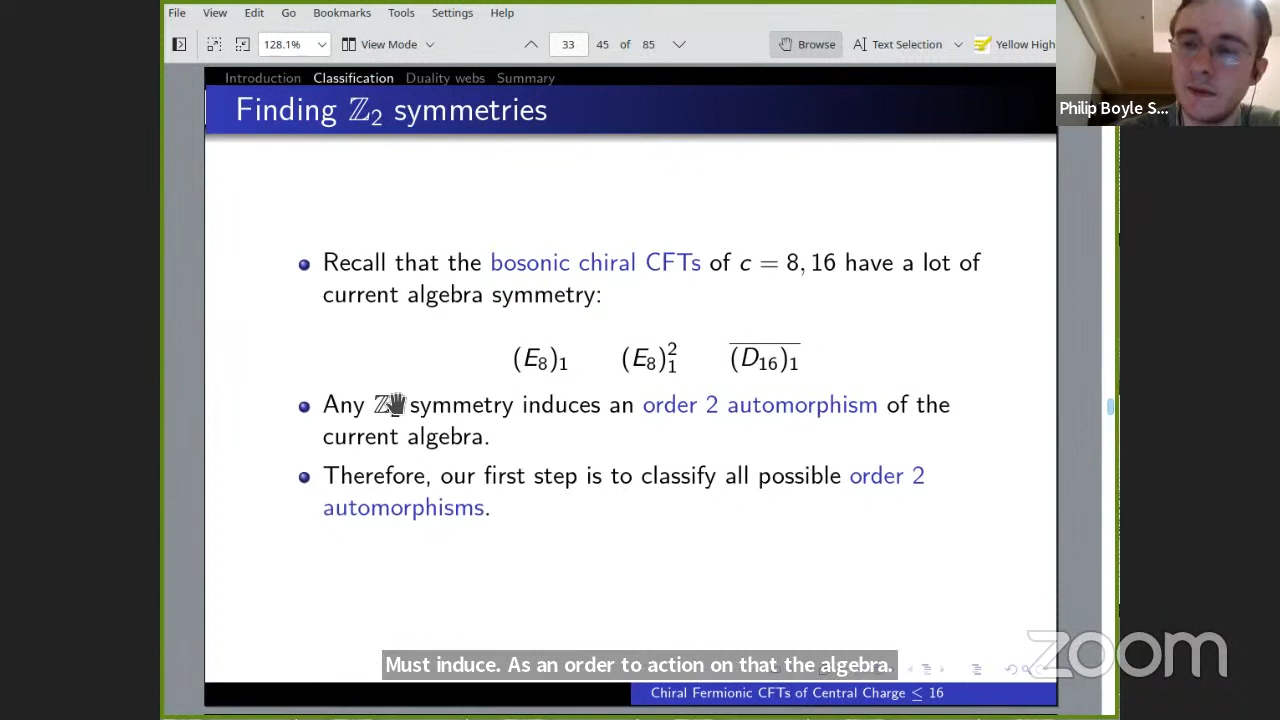 File View Edit Go Bookmarks Tools Settings Help
128.1% View Mode 33 45 of 85 Browse Text Selection Yellow High
Philip Boyle S...
Introduction Classification Duality webs Summary
Finding ℤ₂ symmetries
Recall that the bosonic chiral CFTs of c = 8, 16 have a lot of
current algebra symmetry:
(E₈)₁ (E₈)₁² \overline{(D₁₆)₁}
Any ℤ₂ symmetry induces an order 2 automorphism of the
current algebra.
Therefore, our first step is to classify all possible order 2
automorphisms.
Must induce. As an order to action on that the algebra.
zoom
Chiral Fermionic CFTs of Central Charge ≤ 16